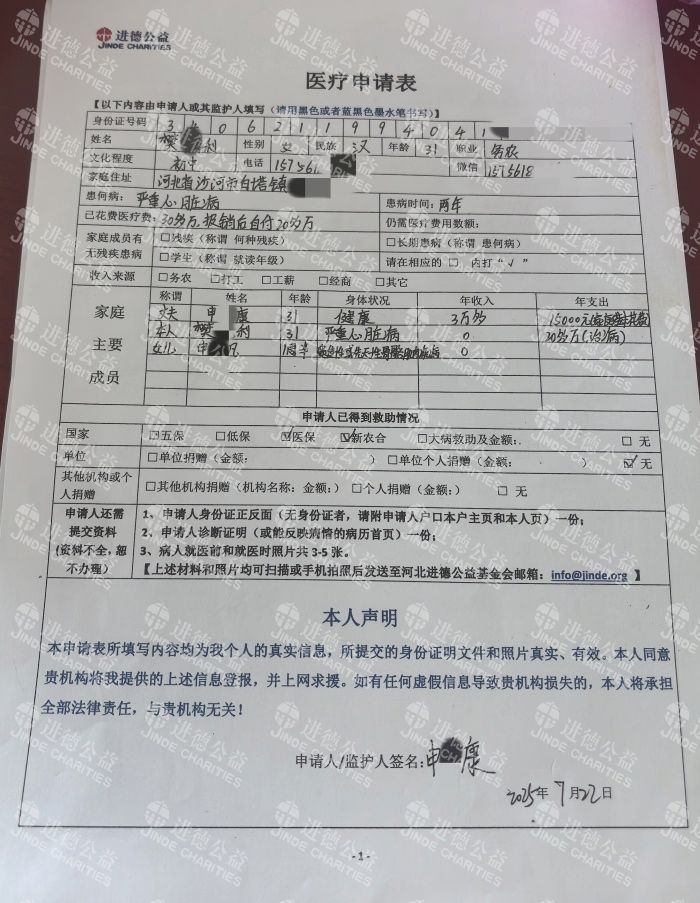 进德公益
JINDE CHARITIES
医疗申请表
【以下内容由申请人或其监护人填写（请用黑色或者蓝黑色墨水笔书写）】
身份证号码 3 4 0 6 2 1 1 9 9 4 0 4 1
姓名 利 性别 女 民族 汉 年龄 31 职业 务农
文化程度 初中 电话 157561 微信 1575618
家庭住址 河北省沙河市白塔镇
患何病：严重心脏病 患病时间：两年
已花费医疗费：30多万，报销后自付20多万 仍需医疗费用数额：
家庭成员有无残疾患病 □残疾（称谓 何种残疾） □长期患病（称谓 患何病）
□学生（称谓 就读年级） 请在相应的 □ 内打“√”
收入来源 □务农 □打工 □工薪 □经商 □其它
家庭主要成员 称谓 姓名 年龄 身体状况 年收入 年支出
丈夫 申 康 31 健康 3万多 15000元
本人 樊 利 31 严重心脏病 0 30多万(治病)
女儿 申 1周半 0
申请人已得到救助情况
国家 □五保 □低保 ☑医保 ☑新农合 □大病救助及金额：. □ 无
单位 □单位捐赠（金额： ） □单位个人捐赠（金额： ） ☑ 无
其他机构或个人捐赠 □其他机构捐赠（机构名称；金额；） □个人捐赠（金额；） □ 无
申请人还需提交资料(资料不全，恕不办理) 1、申请人身份证正反面（无身份证者，请附申请人户口本户主页和本人页）一份；
2、申请人诊断证明（或能反映病情的病历首页）一份；
3、病人就医前和就医时照片共 3-5 张。
【上述材料和照片均可扫描或手机拍照后发送至河北进德公益基金会邮箱：info@jinde.org 】
本人声明
本申请表所填写内容均为我个人的真实信息，所提交的身份证明文件和照片真实、有效。本人同意
贵机构将我提供的上述信息登报，并上网求援。如有任何虚假信息导致贵机构损失的，本人将承担
全部法律责任，与贵机构无关！
申请人/监护人签名：申 康
2025年 7月22日
-1-